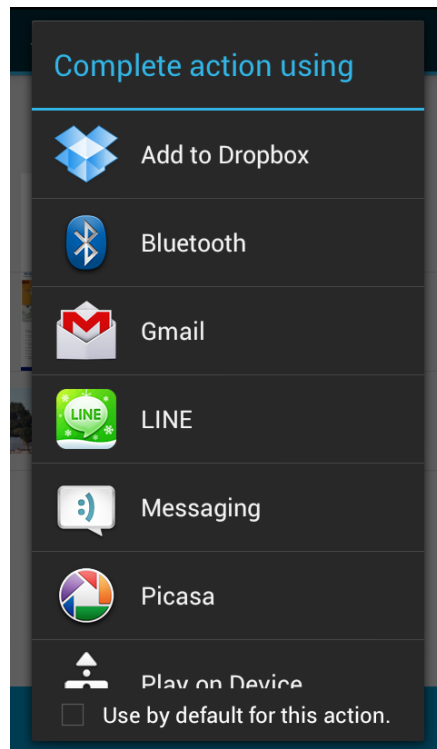 Complete action using
Add to Dropbox
Bluetooth
Gmail
LINE
LINE
Messaging
:)
Picasa
Play on Device
Use by default for this action.